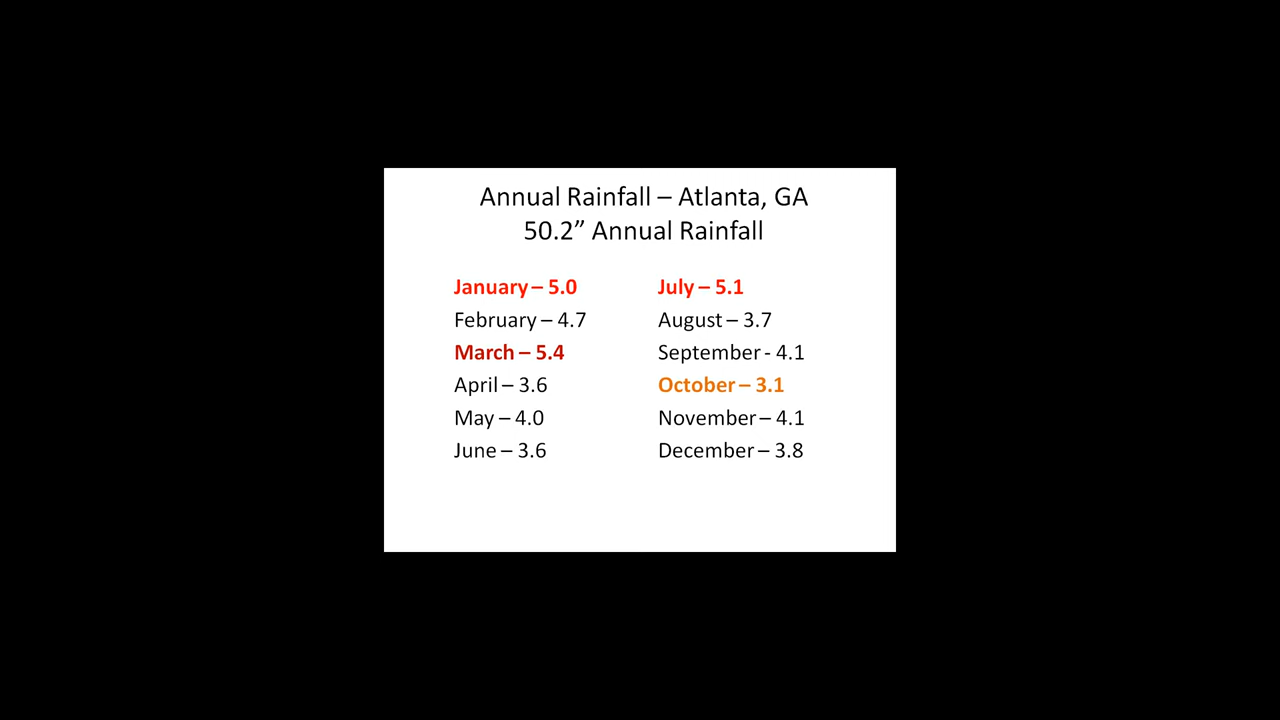 Annual Rainfall – Atlanta, GA
50.2” Annual Rainfall
January – 5.0
February – 4.7
March – 5.4
April – 3.6
May – 4.0
June – 3.6
July – 5.1
August – 3.7
September - 4.1
October – 3.1
November – 4.1
December – 3.8